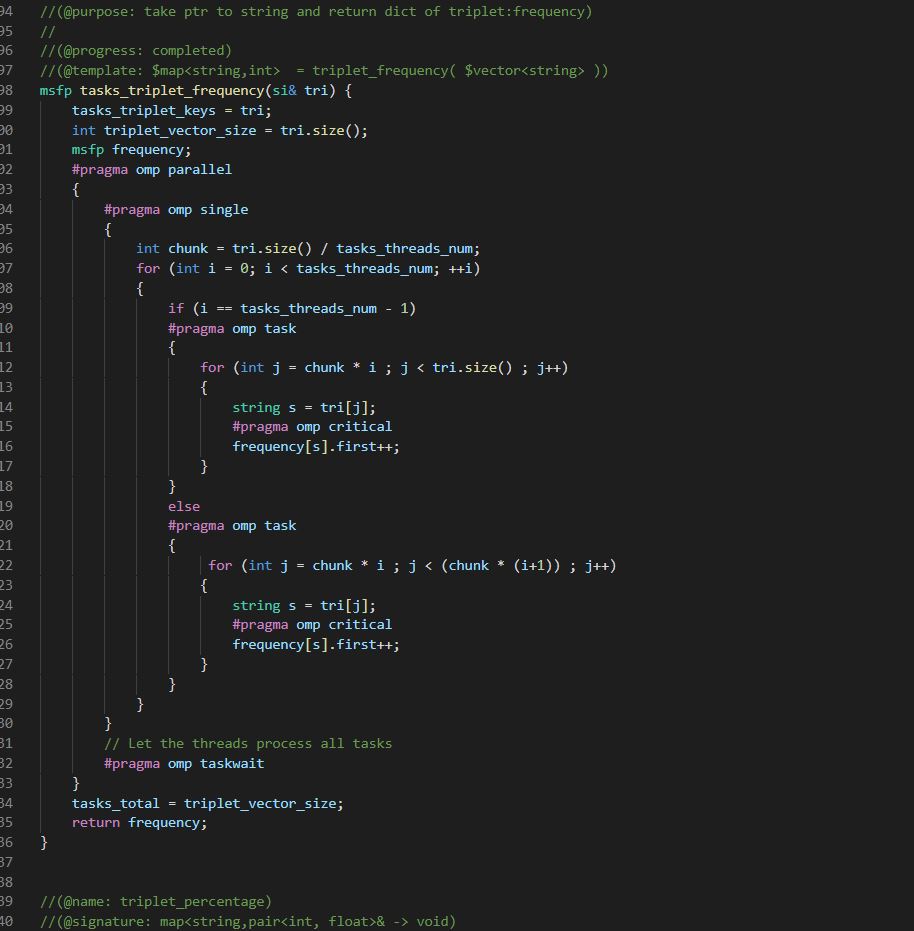 94 //(@purpose: take ptr to string and return dict of triplet:frequency)
95 //
96 //(@progress: completed)
97 //(@template: $map<string,int>  = triplet_frequency( $vector<string> ))
98 msfp tasks_triplet_frequency(si& tri) {
99     tasks_triplet_keys = tri;
00     int triplet_vector_size = tri.size();
01     msfp frequency;
02     #pragma omp parallel
03     {
04         #pragma omp single
05         {
06             int chunk = tri.size() / tasks_threads_num;
07             for (int i = 0; i < tasks_threads_num; ++i)
08             {
09                 if (i == tasks_threads_num - 1)
10                 #pragma omp task
11                 {
12                     for (int j = chunk * i ; j < tri.size() ; j++)
13                     {
14                         string s = tri[j];
15                         #pragma omp critical
16                         frequency[s].first++;
17                     }
18                 }
19                 else
20                 #pragma omp task
21                 {
22                      for (int j = chunk * i ; j < (chunk * (i+1)) ; j++)
23                     {
24                         string s = tri[j];
25                         #pragma omp critical
26                         frequency[s].first++;
27                     }
28                 }
29             }
30         }
31         // Let the threads process all tasks
32         #pragma omp taskwait
33     }
34     tasks_total = triplet_vector_size;
35     return frequency;
36 }
37
38
39 //(@name: triplet_percentage)
40 //(@signature: map<string,pair<int, float>& -> void)